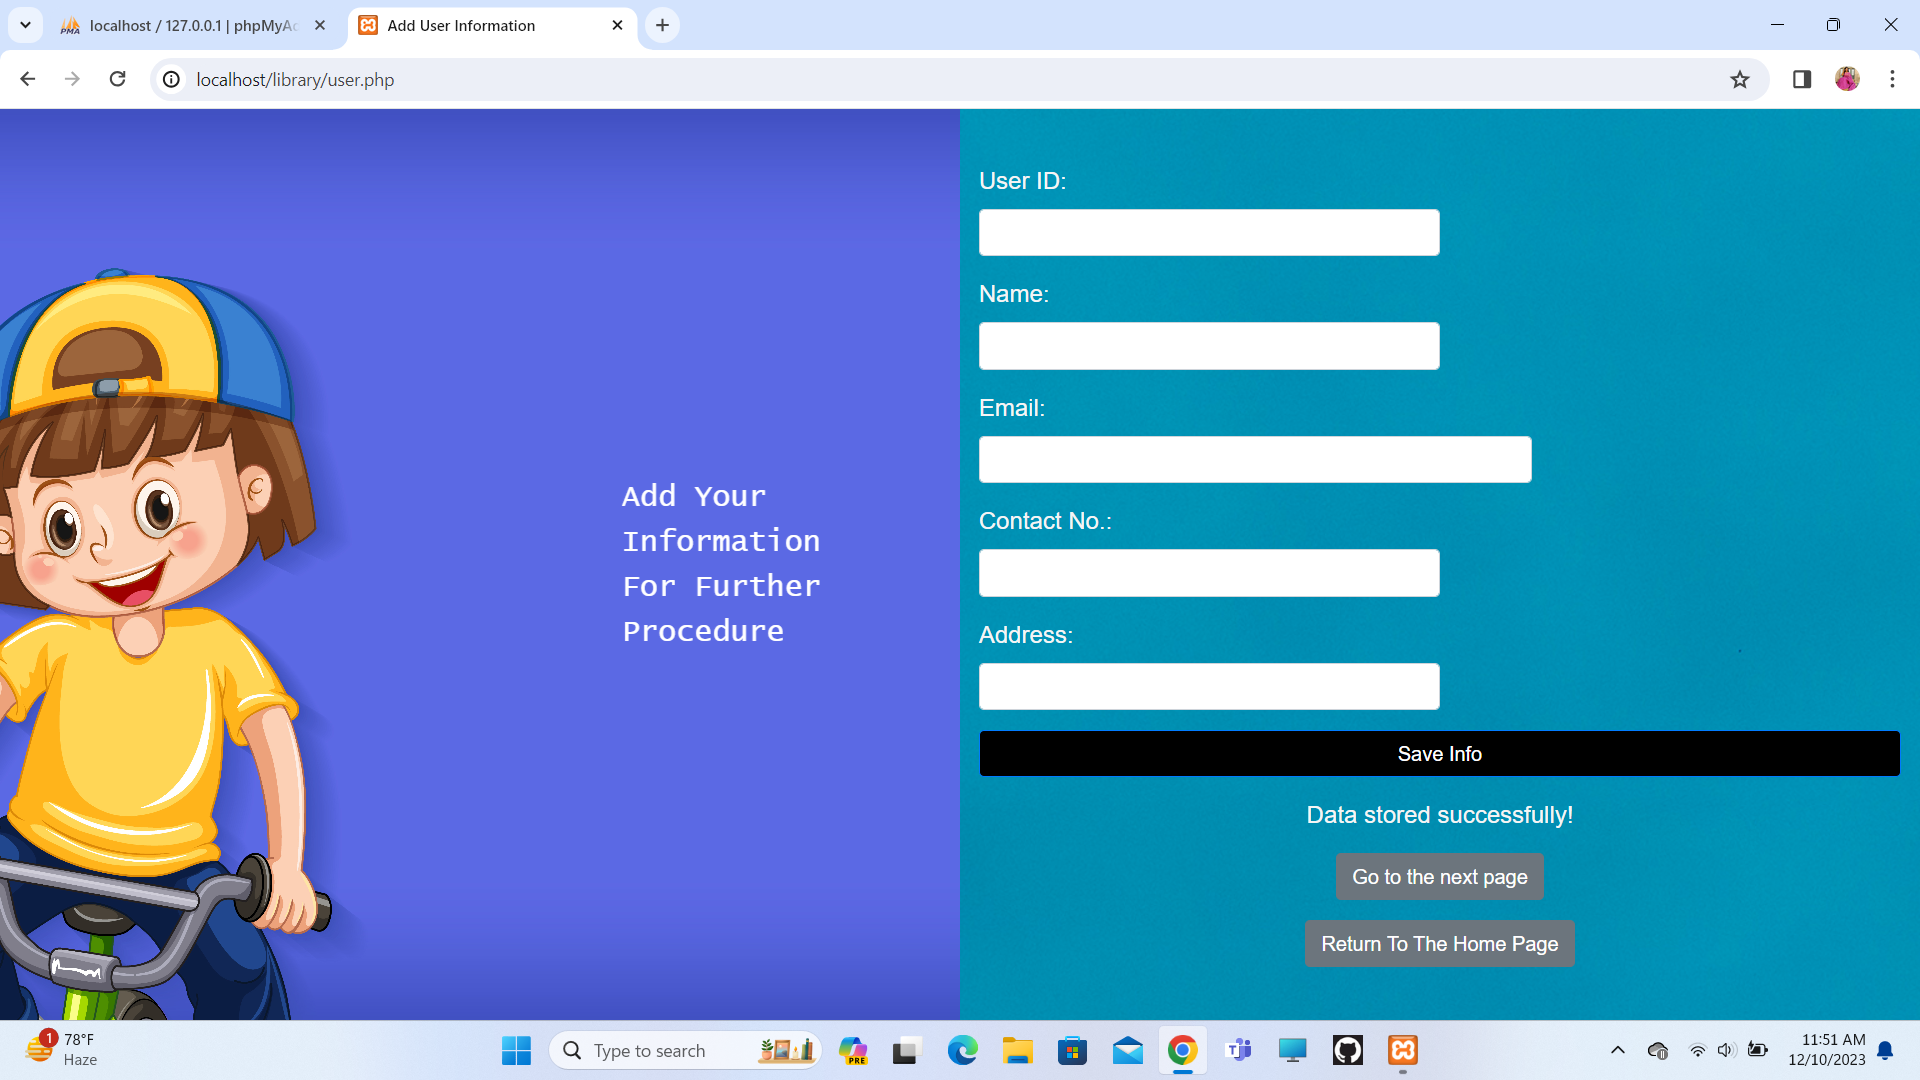 localhost / 127.0.0.1 | phpMyAc
Add User Information
localhost/library/user.php
Add Your
Information
For Further
Procedure
User ID:
Name:
Email:
Contact No.:
Address:
Save Info
Data stored successfully!
Go to the next page
Return To The Home Page
1
78°F
Haze
Type to search
PRE
11:51 AM
12/10/2023